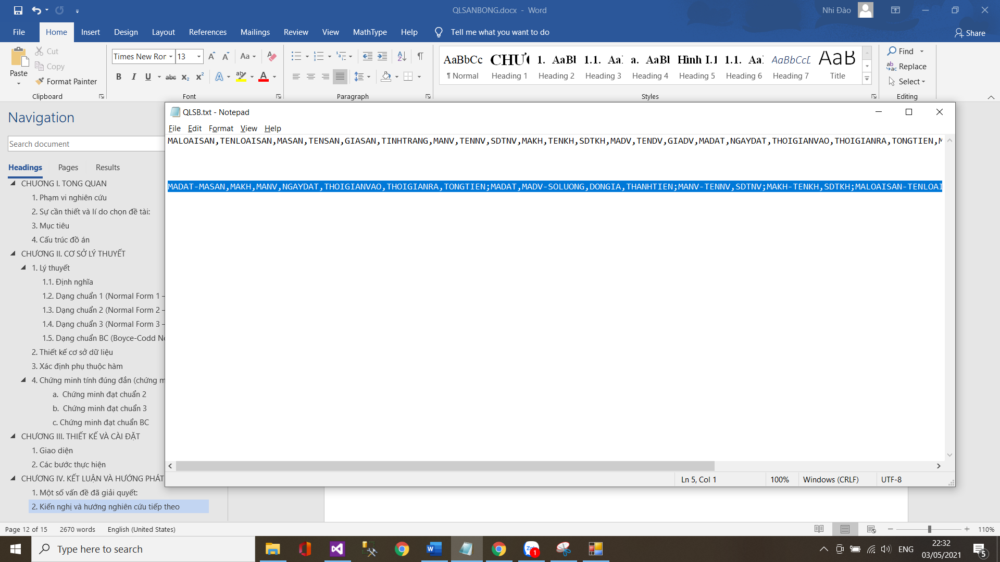 QLSANBONG.docx - Word
Nhi Đào
File Home Insert Design Layout References Mailings Review View MathType Help Tell me what you want to do
Share
Paste
Cut
Copy
Format Painter
Clipboard
Times New Ror 13
Font
Paragraph
AaBbCc
¶ Normal
CHƯƠ
Heading 1
1. AaBl
Heading 2
1.1. Aa
Heading 3
a. AaBl
Heading 4
Hình I.1
Heading 5
1.1. Aa
Heading 6
AaBbCcD
Heading 7
AaB
Title
Styles
Find
Replace
Select
Editing
Navigation
Search document
Headings Pages Results
CHƯƠNG I. TONG QUAN
1. Phạm vi nghiên cứu
2. Sự cần thiết và lí do chọn đề tài:
3. Mục tiêu
4. Cấu trúc đồ án
CHƯƠNG II. CƠ SỞ LÝ THUYẾT
1. Lý thuyết
1.1. Định nghĩa
1.2. Dạng chuẩn 1 (Normal Form 1 –
1.3. Dạng chuẩn 2 (Normal Form 2 –
1.4. Dạng chuẩn 3 (Normal Form 3 –
1.5. Dạng chuẩn BC (Boyce-Codd No
2. Thiết kế cơ sở dữ liệu
3. Xác định phụ thuộc hàm
4. Chứng minh tính đúng đắn (chứng m
a. Chứng minh đạt chuẩn 2
b. Chứng minh đạt chuẩn 3
c. Chứng minh đạt chuẩn BC
CHƯƠNG III. THIẾT KẾ VÀ CÀI ĐẶT
1. Giao diện
2. Các bước thực hiện
CHƯƠNG IV. KẾT LUẬN VÀ HƯỚNG PHÁT
1. Một số vấn đề đã giải quyết:
2. Kiến nghị và hướng nghiên cứu tiếp theo
QLSB.txt - Notepad
File Edit Format View Help
MALOAISAN,TENLOAISAN,MASAN,TENSAN,GIASAN,TINHTRANG,MANV,TENNV,SDTNV,MAKH,TENKH,SDTKH,MADV,TENDV,GIADV,MADAT,NGAYDAT,THOIGIANVAO,THOIGIANRA,TONGTIEN,M
MADAT-MASAN,MAKH,MANV,NGAYDAT,THOIGIANVAO,THOIGIANRA,TONGTIEN;MADAT,MADV-SOLUONG,DONGIA,THANHTIEN;MANV-TENNV,SDTNV;MAKH-TENKH,SDTKH;MALOAISAN-TENLOAI
Ln 5, Col 1 100% Windows (CRLF) UTF-8
Page 12 of 15 2670 words English (United States)
110%
Type here to search
1
ENG
22:32
03/05/2021
5